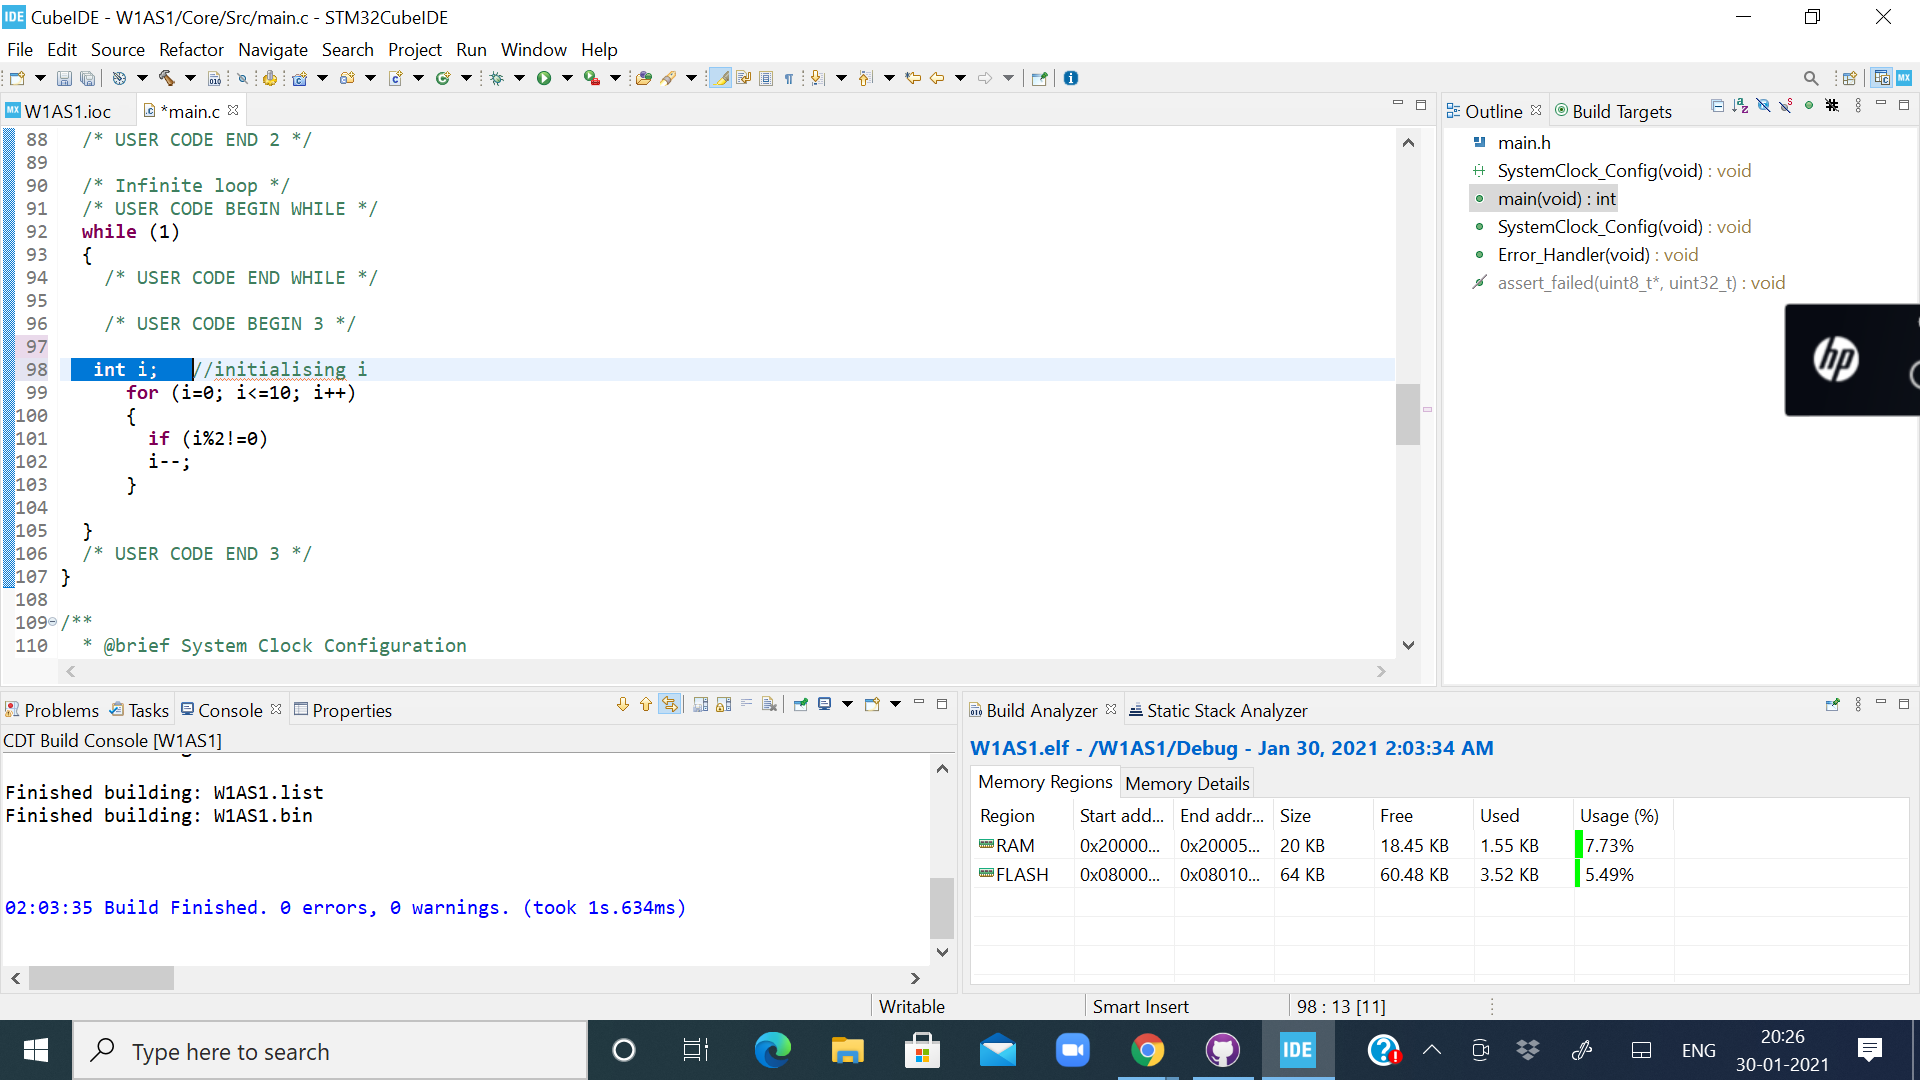 IDE CubeIDE - W1AS1/Core/Src/main.c - STM32CubeIDE
File Edit Source Refactor Navigate Search Project Run Window Help
MX W1AS1.ioc *main.c
88 /* USER CODE END 2 */
89
90 /* Infinite loop */
91 /* USER CODE BEGIN WHILE */
92 while (1)
93 {
94 /* USER CODE END WHILE */
95
96 /* USER CODE BEGIN 3 */
97
98 int i; //initialising i
99 for (i=0; i<=10; i++)
100 {
101 if (i%2!=0)
102 i--;
103 }
104
105 }
106 /* USER CODE END 3 */
107 }
108
109 /**
110 * @brief System Clock Configuration
Outline Build Targets
main.h
SystemClock_Config(void) : void
main(void) : int
SystemClock_Config(void) : void
Error_Handler(void) : void
assert_failed(uint8_t*, uint32_t) : void
hp
Problems Tasks Console Properties
CDT Build Console [W1AS1]
Finished building: W1AS1.list
Finished building: W1AS1.bin
02:03:35 Build Finished. 0 errors, 0 warnings. (took 1s.634ms)
Build Analyzer Static Stack Analyzer
W1AS1.elf - /W1AS1/Debug - Jan 30, 2021 2:03:34 AM
Memory Regions Memory Details
Region Start add... End addr... Size Free Used Usage (%)
RAM 0x20000... 0x20005... 20 KB 18.45 KB 1.55 KB 7.73%
FLASH 0x08000... 0x08010... 64 KB 60.48 KB 3.52 KB 5.49%
Writable Smart Insert 98 : 13 [11]
Type here to search
IDE
ENG
20:26
30-01-2021